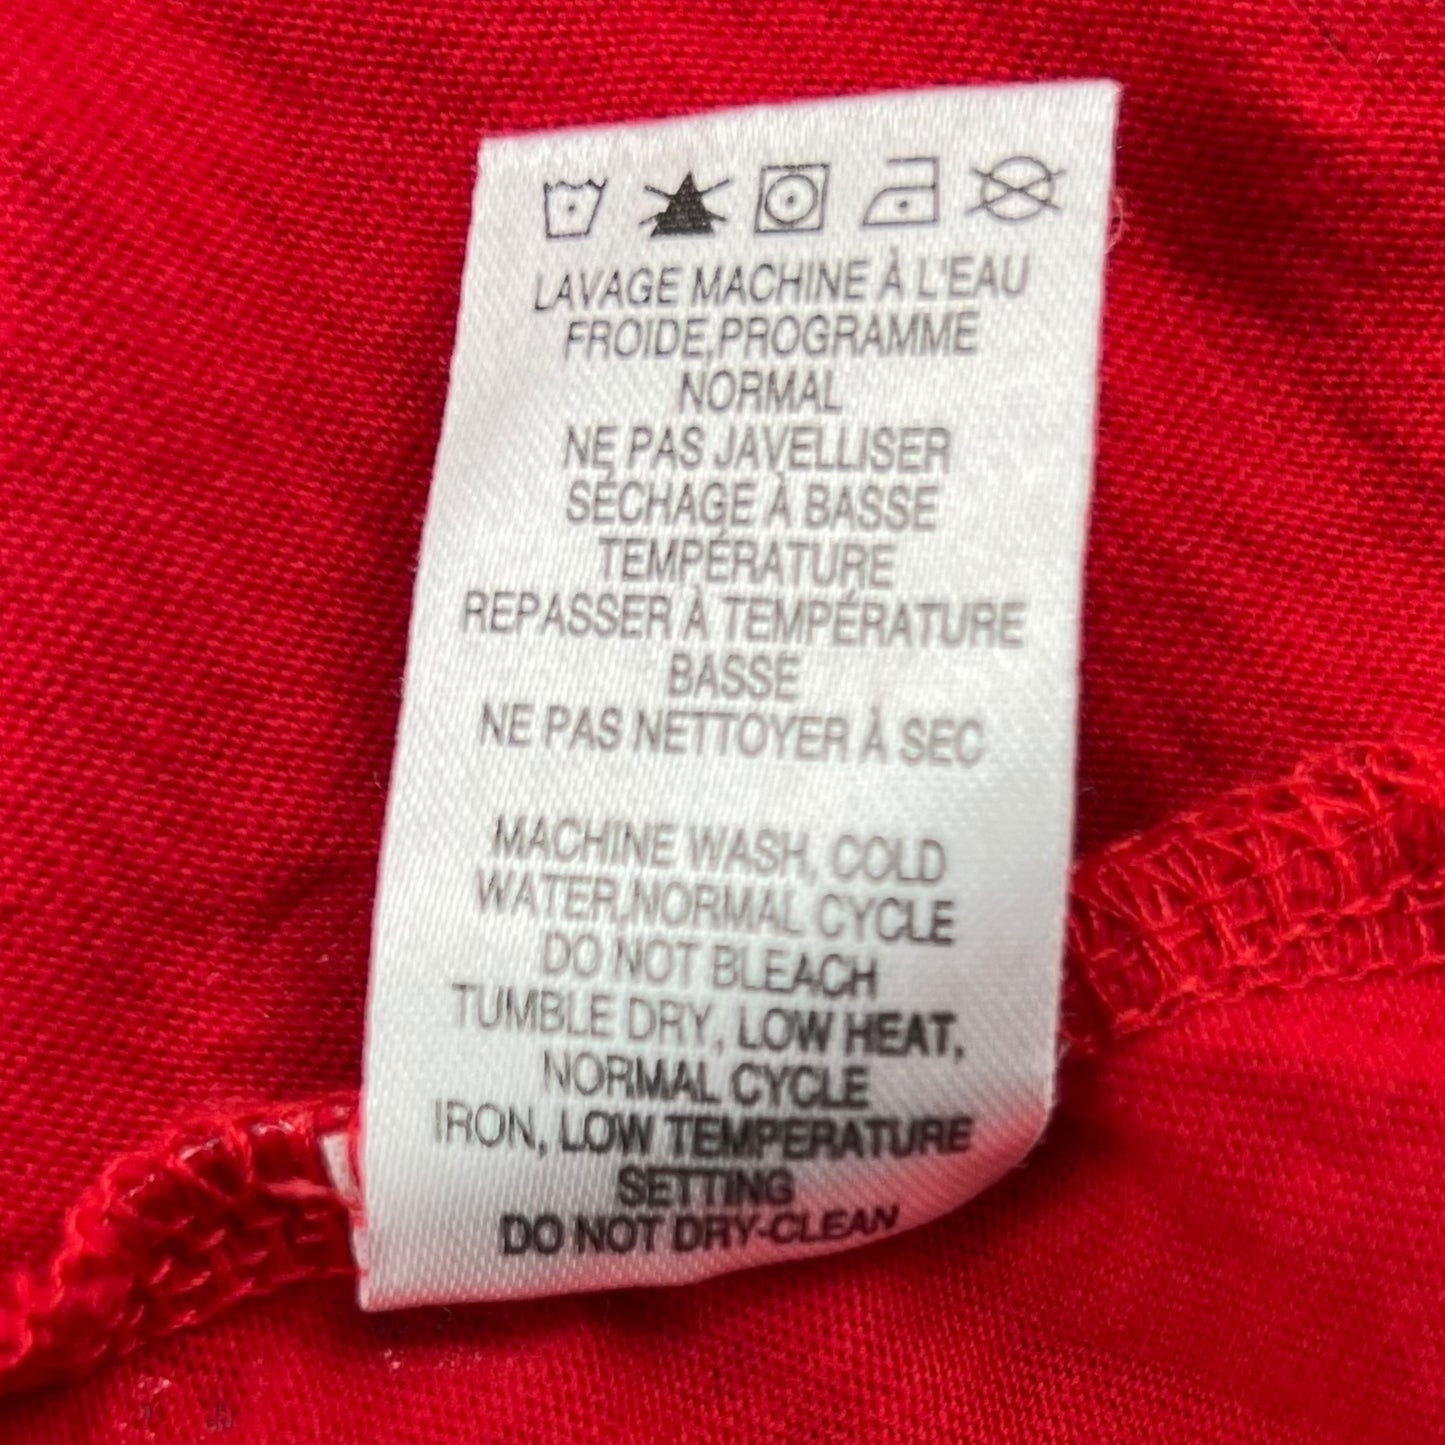 LAVAGE MACHINE À L'EAU
FROIDE,PROGRAMME
NORMAL
NE PAS JAVELLISER
SÉCHAGE À BASSE
TEMPÉRATURE
REPASSER À TEMPÉRATURE
BASSE
NE PAS NETTOYER À SEC
MACHINE WASH, COLD
WATER,NORMAL CYCLE
DO NOT BLEACH
TUMBLE DRY, LOW HEAT,
NORMAL CYCLE
IRON, LOW TEMPERATURE
SETTING
DO NOT DRY-CLEAN